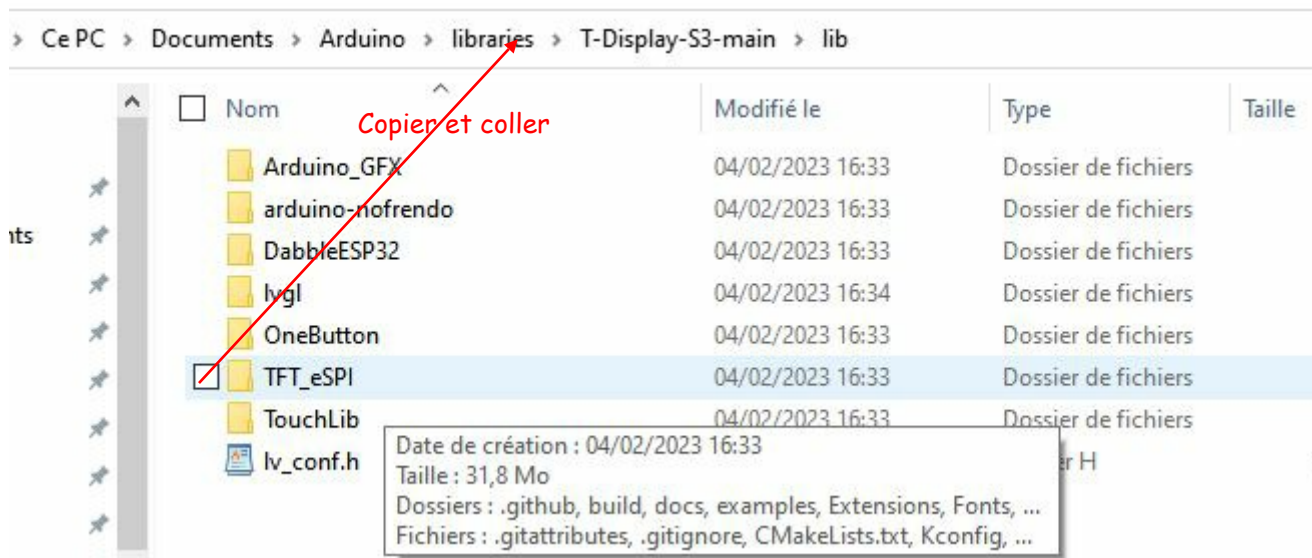 > Ce PC > Documents > Arduino > libraries > T-Display-S3-main > lib
Nom Modifié le Type Taille
Copier et coller
Arduino_GFX 04/02/2023 16:33 Dossier de fichiers
arduino-nofrendo 04/02/2023 16:33 Dossier de fichiers
nts
DabbleESP32 04/02/2023 16:33 Dossier de fichiers
lvgl 04/02/2023 16:34 Dossier de fichiers
OneButton 04/02/2023 16:33 Dossier de fichiers
TFT_eSPI 04/02/2023 16:33 Dossier de fichiers
TouchLib 04/02/2023 16:33 Dossier de fichiers
lv_conf.h er H
Date de création : 04/02/2023 16:33
Taille : 31,8 Mo
Dossiers : .github, build, docs, examples, Extensions, Fonts, ...
Fichiers : .gitattributes, .gitignore, CMakeLists.txt, Kconfig, ...